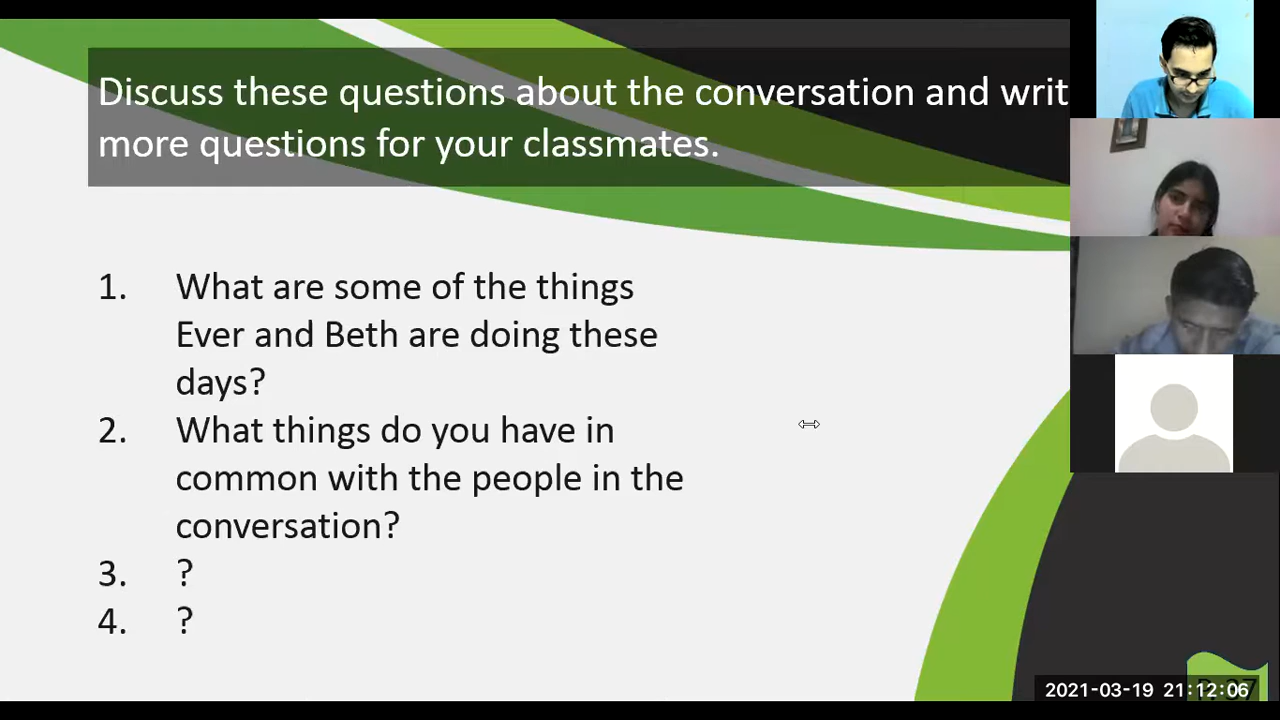 Discuss these questions about the conversation and writ
more questions for your classmates.
1. What are some of the things
Ever and Beth are doing these
days?
2. What things do you have in
common with the people in the
conversation?
3. ?
4. ?
2021-03-19 21:12:06